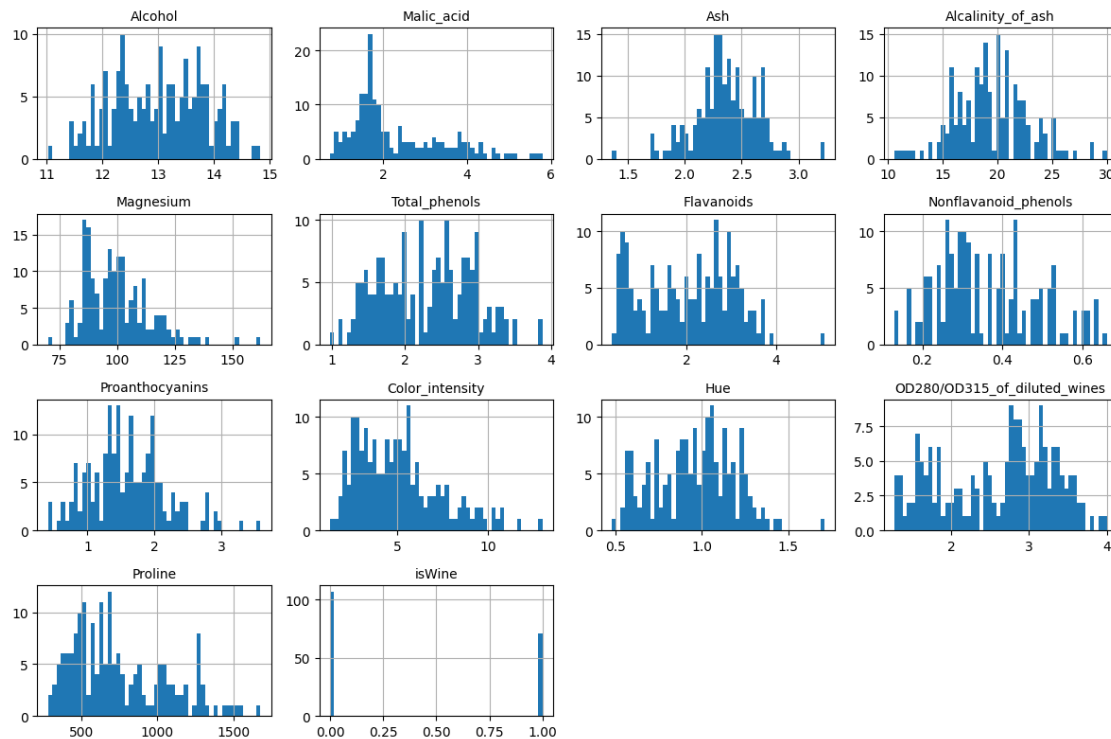 Alcohol
10
5
0
11 12 13 14 15
Malic_acid
20
10
0
2 4 6
Ash
15
10
5
0
1.5 2.0 2.5 3.0
Alcalinity_of_ash
15
10
5
0
10 15 20 25 30
Magnesium
15
10
5
0
75 100 125 150
Total_phenols
10
5
0
1 2 3 4
Flavanoids
10
5
0
2 4
Nonflavanoid_phenols
10
5
0
0.2 0.4 0.6
Proanthocyanins
10
5
0
1 2 3
Color_intensity
10
5
0
5 10
Hue
10
5
0
0.5 1.0 1.5
OD280/OD315_of_diluted_wines
7.5
5.0
2.5
0.0
2 3 4
Proline
10
5
0
500 1000 1500
isWine
100
50
0
0.00 0.25 0.50 0.75 1.00